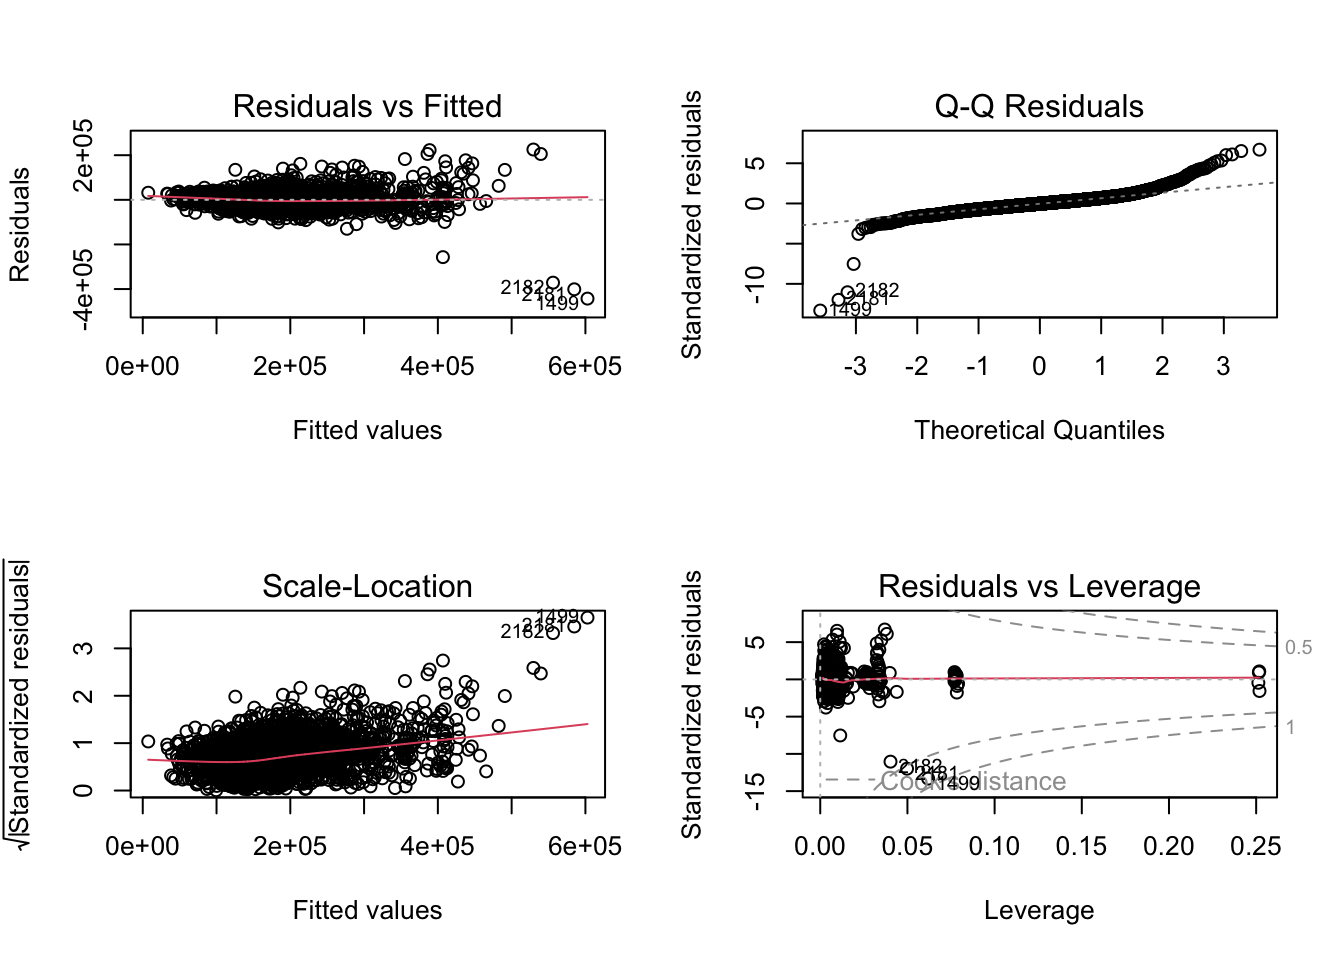 Residuals vs Fitted
Residuals
2e+05
-4e+05
2182
2181
1499
0e+00 2e+05 4e+05 6e+05
Fitted values
Q-Q Residuals
Standardized residuals
5
0
-10
2182
2181
1499
-3 -2 -1 0 1 2 3
Theoretical Quantiles
Scale-Location
√|Standardized residuals|
3
2
1
0
1499
2181
2182
0e+00 2e+05 4e+05 6e+05
Fitted values
Residuals vs Leverage
Standardized residuals
5
-5
-15
0.5
1
2182
2181
1499
Cook's distance
0.00 0.05 0.10 0.15 0.20 0.25
Leverage